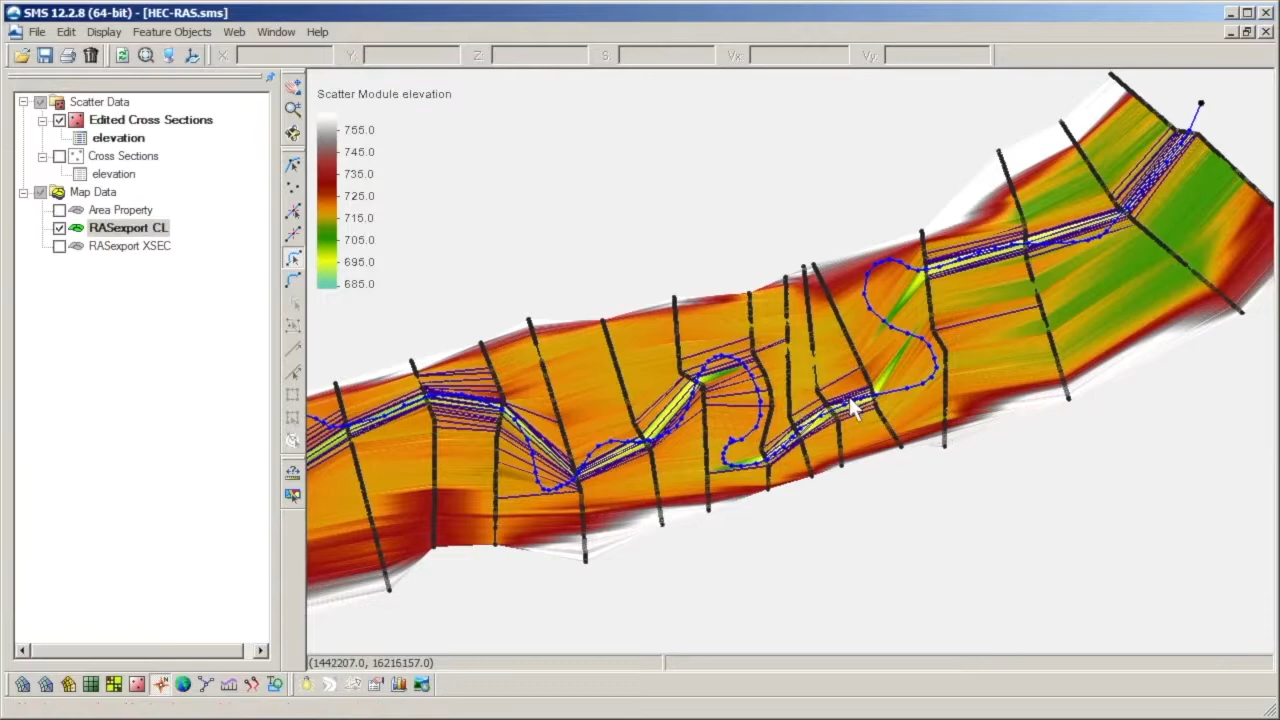 SMS 12.2.8 (64-bit) - [HEC-RAS.sms]
File Edit Display Feature Objects Web Window Help
X: Y: Z: S: Vx: Vy:
Scatter Data
Edited Cross Sections
elevation
Cross Sections
elevation
Map Data
Area Property
RASexport CL
RASexport XSEC
Scatter Module elevation
755.0
745.0
735.0
725.0
715.0
705.0
695.0
685.0
(1442207.0, 16216157.0)